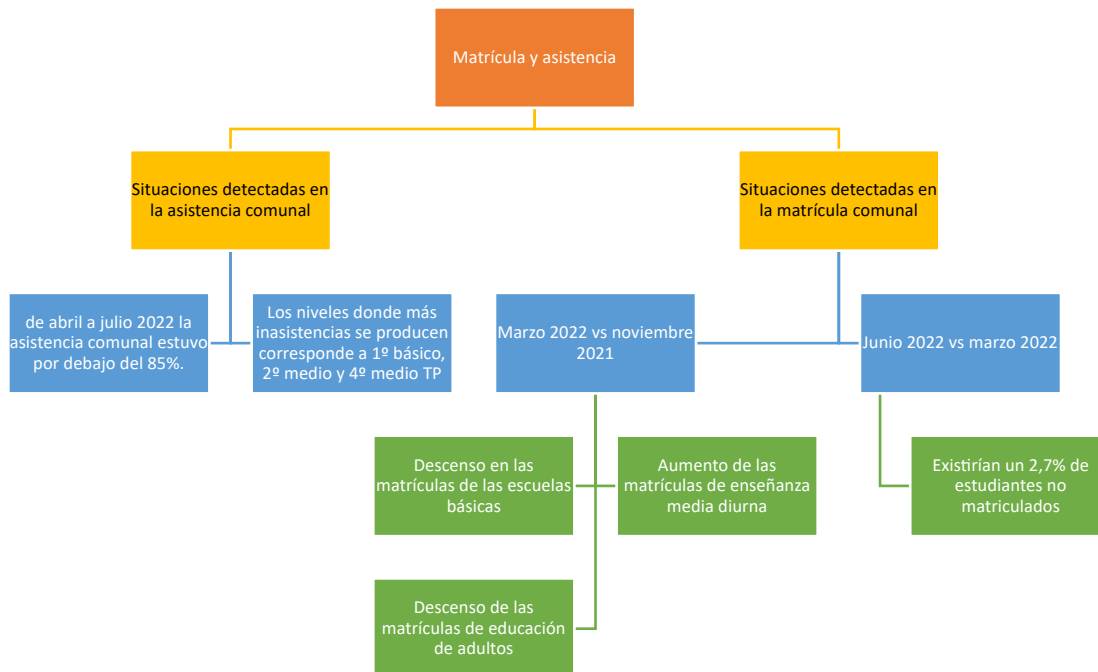 Matrícula y asistencia
Situaciones detectadas en
la asistencia comunal
Situaciones detectadas en
la matrícula comunal
de abril a julio 2022 la
asistencia comunal estuvo
por debajo del 85%.
Los niveles donde más
inasistencias se producen
corresponde a 1º básico,
2º medio y 4º medio TP
Marzo 2022 vs noviembre
2021
Junio 2022 vs marzo 2022
Descenso en las
matrículas de las escuelas
básicas
Aumento de las
matrículas de enseñanza
media diurna
Existirían un 2,7% de
estudiantes no
matriculados
Descenso de las
matrículas de educación
de adultos